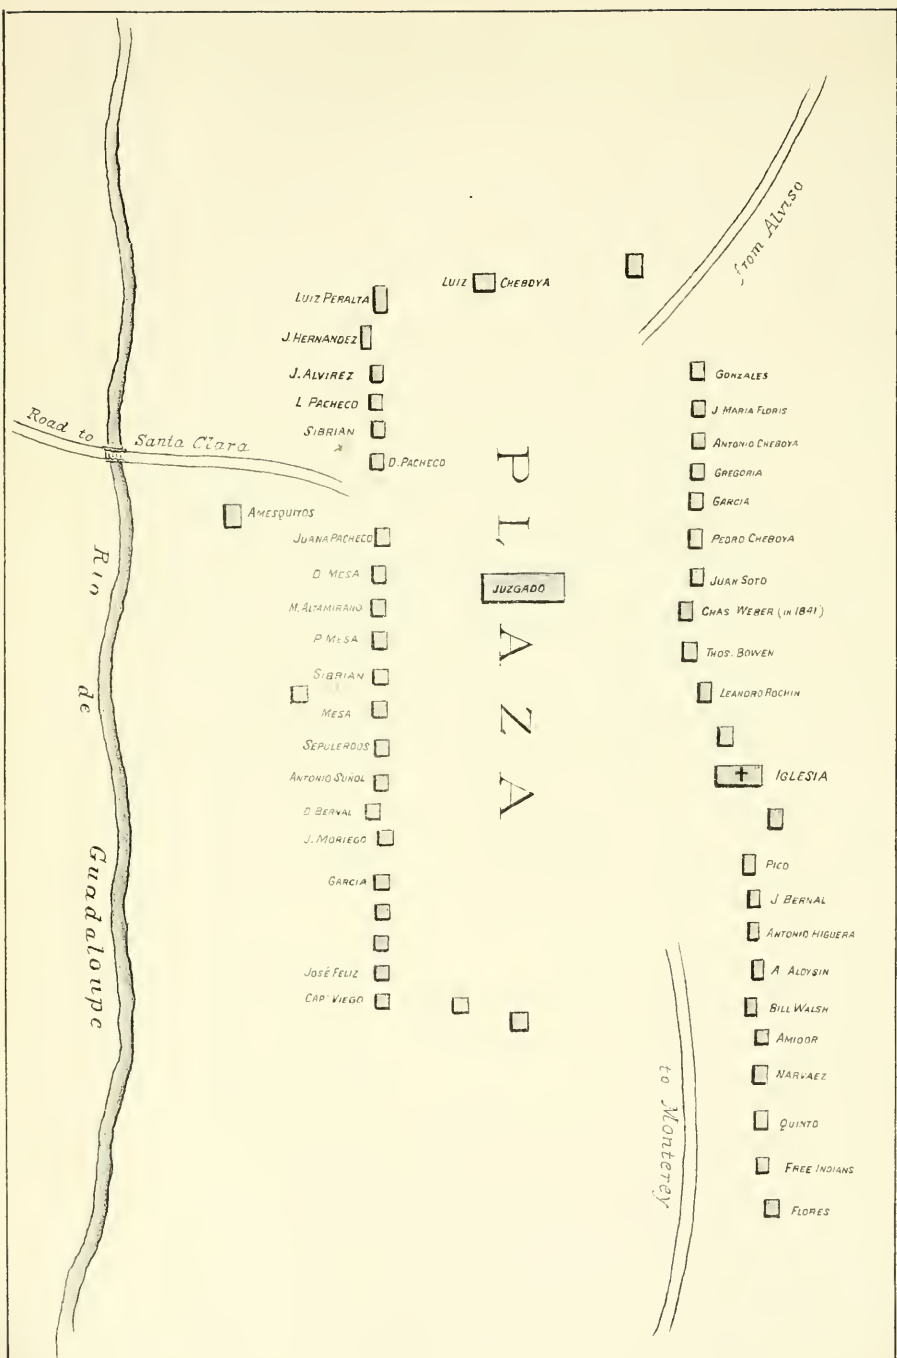 from Alviso
LUIZ CHEBOYA
LUIZ PERALTA
J. HERNANDEZ
J. ALVIREZ
L PACHECO
SIBRIAN
D. PACHECO
Road to Santa Clara
AMESQUITOS
JUANA PACHECO
D MESA
M. ALTAMIRANO
P MESA
SIBRIAN
MESA
SEPULERDOS
ANTONIO SUÑOL
D BERNAL
J. MORIEGO
GARCIA
JOSÉ FELIZ
CAPT VIEGO
PLAZA
JUZGADO
GONZALES
J MARIA FLORIS
ANTONIO CHEBOYA
GREGORIA
GARCIA
PEDRO CHEBOYA
JUAN SOTO
CHAS WEBER (IN 1841)
THOS. BOWEN
LEANDRO ROCHIN
IGLESIA
PICO
J BERNAL
ANTONIO HIGUERA
A ALOYSIN
BILL WALSH
AMIDOR
NARVAEZ
QUINTO
FREE INDIANS
FLORES
Rio de Guadaloupe
to Monterey